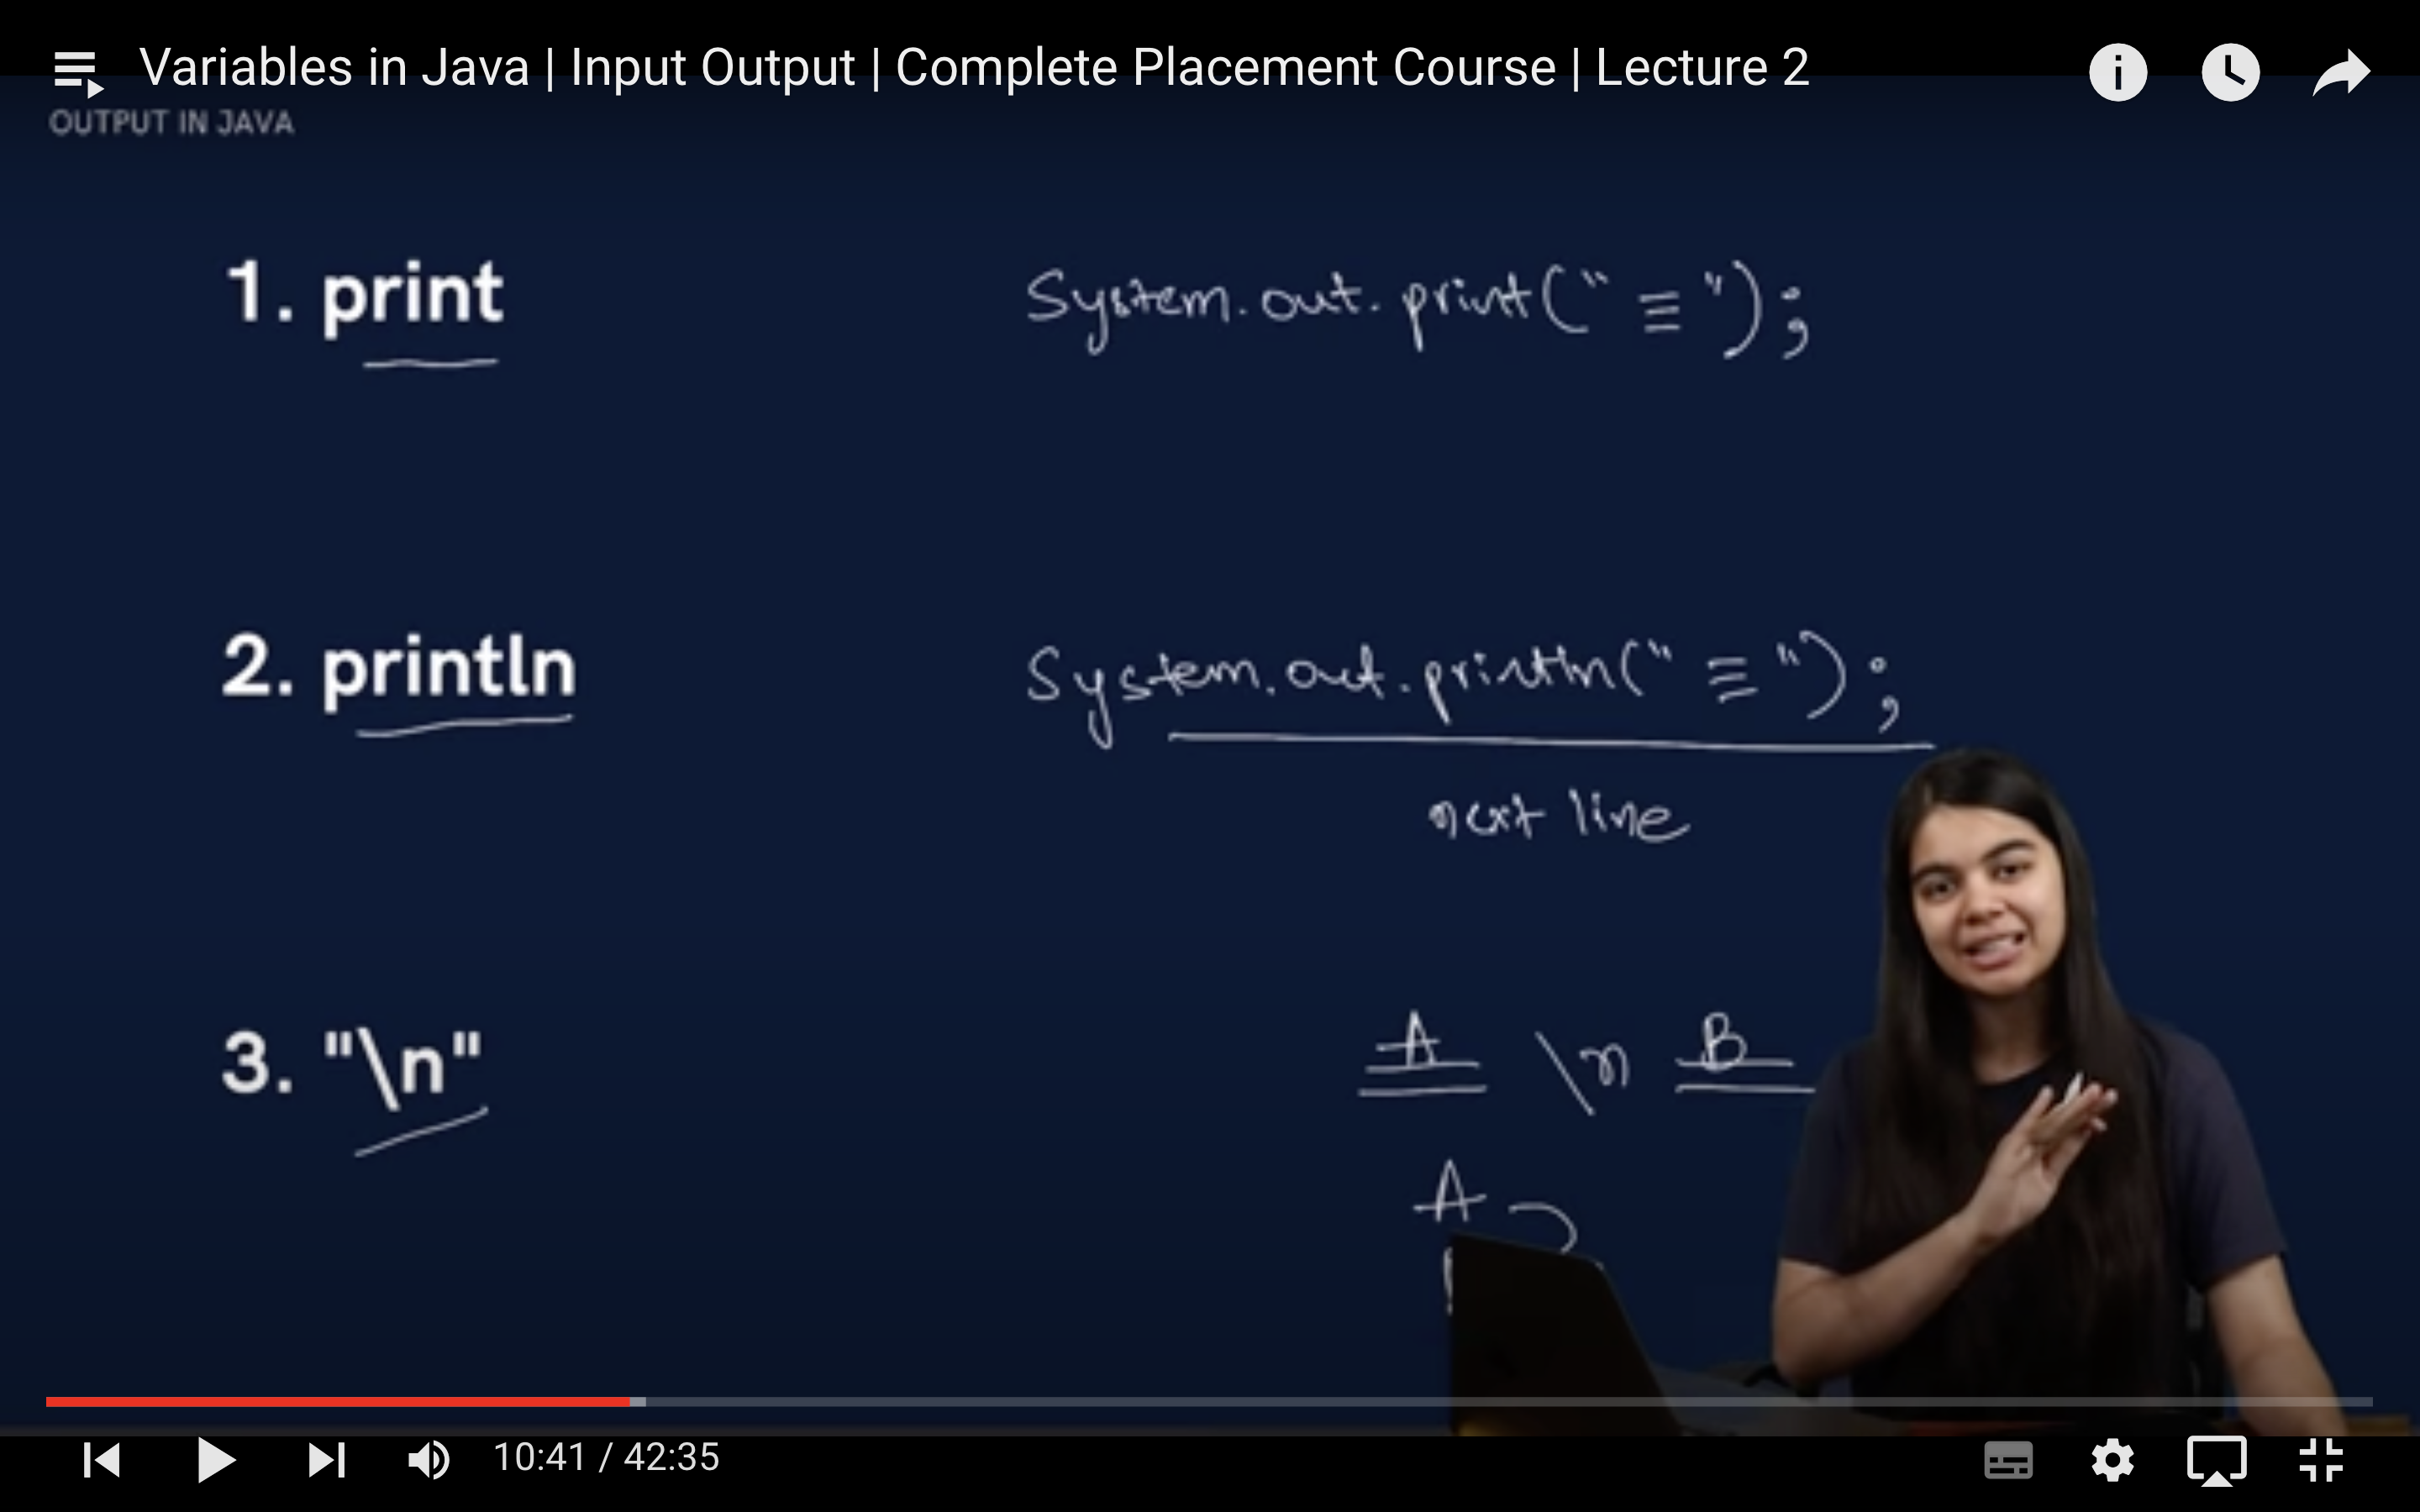 Variables in Java | Input Output | Complete Placement Course | Lecture 2
OUTPUT IN JAVA
1. print
System.out.print("≡");
2. println
System.out.println("≡");
next line
3. "\n"
A \n B
A
10:41 / 42:35